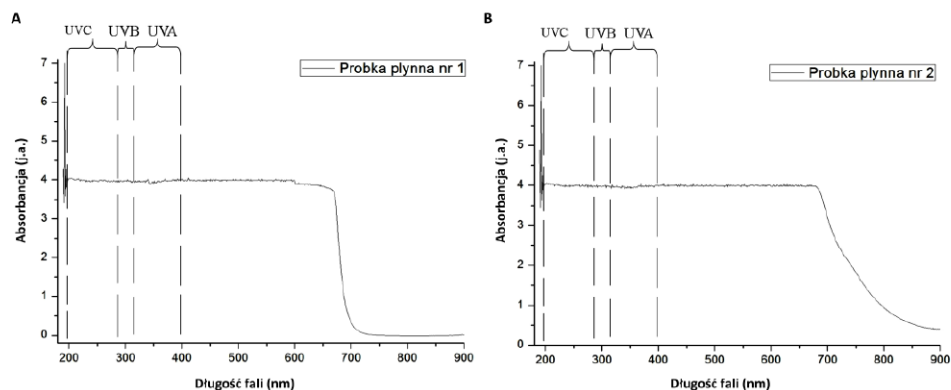 A
UVC UVB UVA
Probka plynna nr 1
Absorbancja (j.a.)
7
6
5
4
3
2
1
0
200 300 400 500 600 700 800 900
Długość fali (nm)
B
UVC UVB UVA
Probka plynna nr 2
Absorbancja (j.a.)
7
6
5
4
3
2
1
0
200 300 400 500 600 700 800 900
Długość fali (nm)